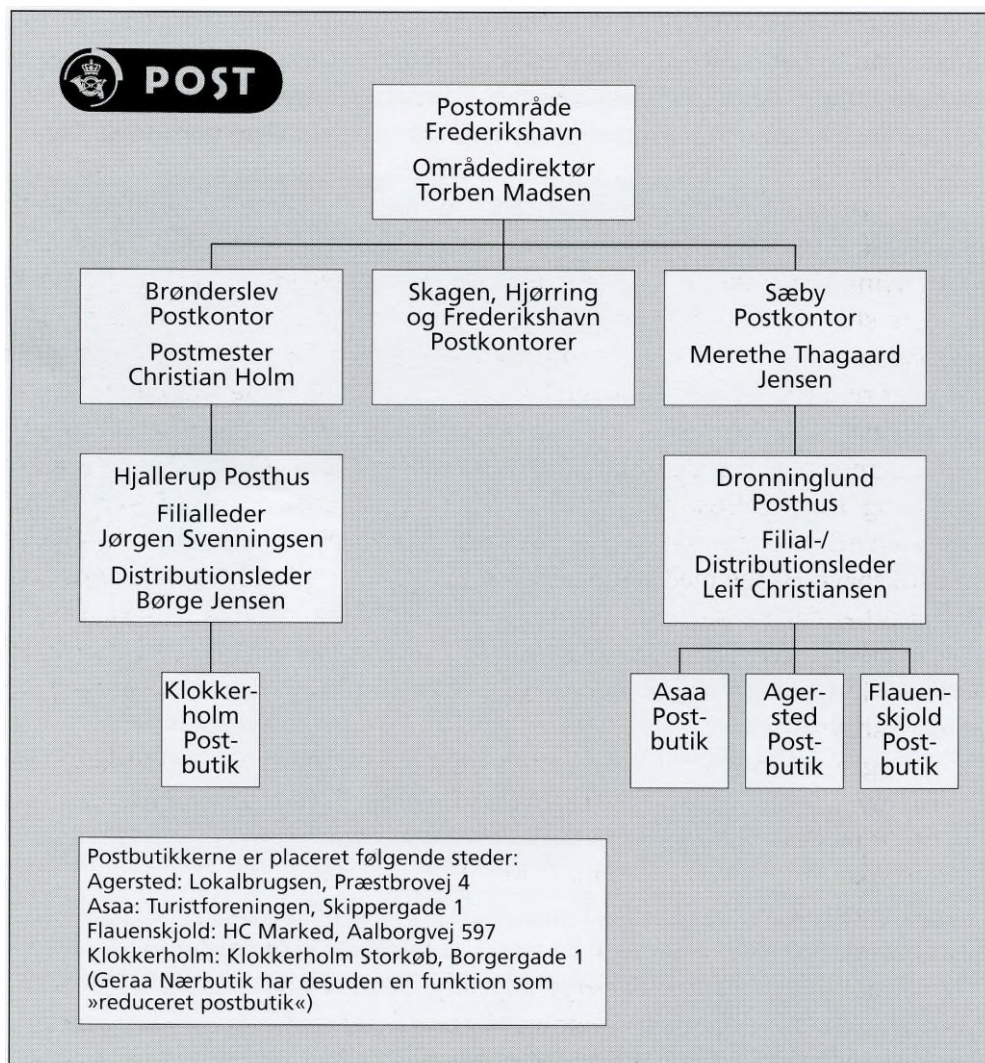 POST
Postområde
Frederikshavn
Områdedirektør
Torben Madsen
Brønderslev
Postkontor
Postmester
Christian Holm
Skagen, Hjørring
og Frederikshavn
Postkontorer
Sæby
Postkontor
Merethe Thagaard
Jensen
Hjallerup Posthus
Filialleder
Jørgen Svenningsen
Distributionsleder
Børge Jensen
Dronninglund
Posthus
Filial-/
Distributionsleder
Leif Christiansen
Klokker-
holm
Post-
butik
Asaa
Post-
butik
Ager-
sted
Post-
butik
Flauen-
skjold
Post-
butik
Postbutikkerne er placeret følgende steder:
Agersted: Lokalbrugsen, Præstbrovej 4
Asaa: Turistforeningen, Skippergade 1
Flauenskjold: HC Marked, Aalborgvej 597
Klokkerholm: Klokkerholm Storkøb, Borgergade 1
(Geraa Nærbutik har desuden en funktion som
»reduceret postbutik«)